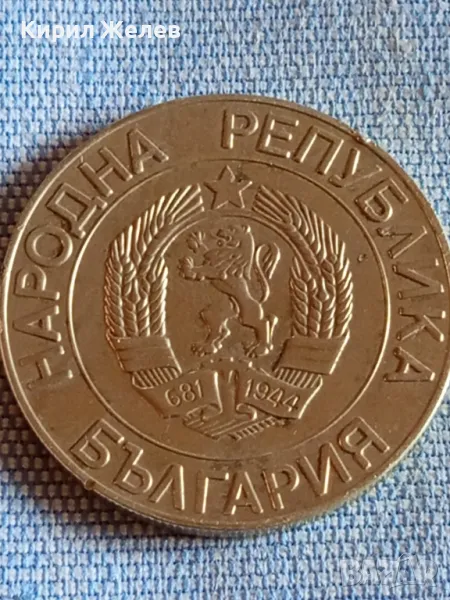 Кирил Желев
НАРОДНА РЕПУБЛИКА
681 1944
БЪЛГАРИЯ